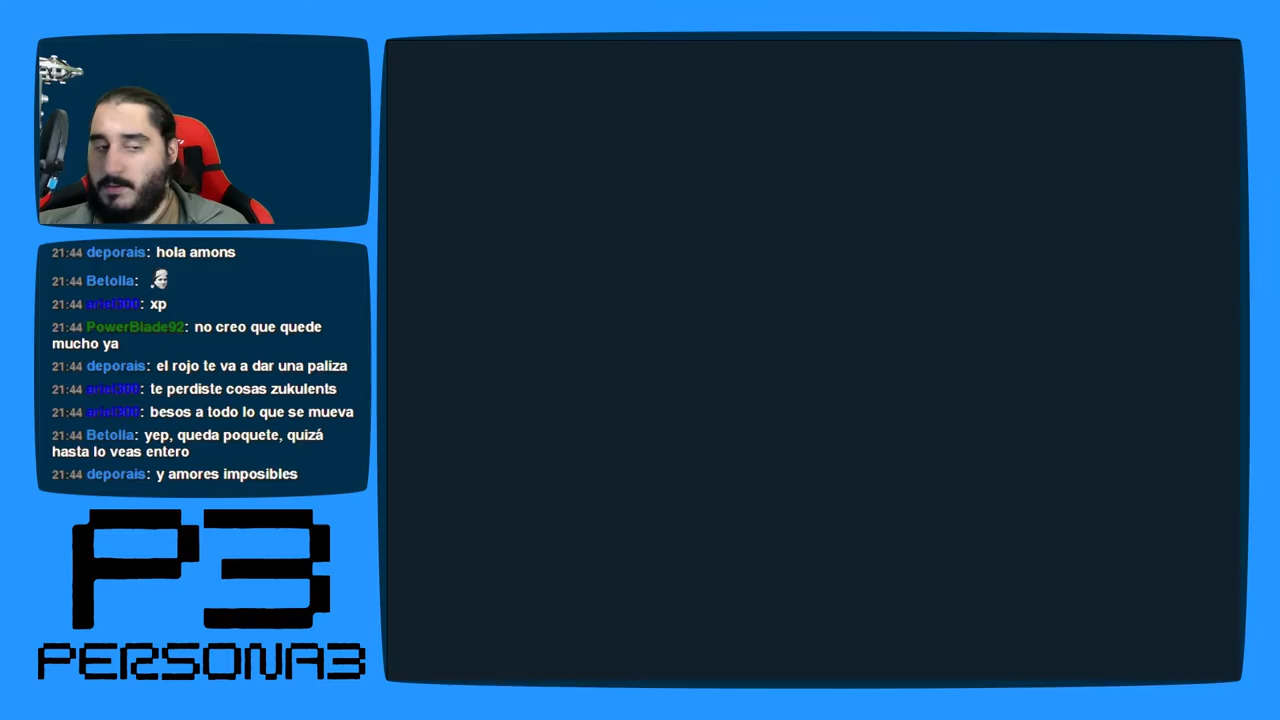 21:44 deporais: hola amons
21:44 Betolla:
21:44 ariel300: xp
21:44 PowerBlade92: no creo que quede
mucho ya
21:44 deporais: el rojo te va a dar una paliza
21:44 ariel300: te perdiste cosas zukulents
21:44 ariel300: besos a todo lo que se mueva
21:44 Betolla: yep, queda poquete, quizá
hasta lo veas entero
21:44 deporais: y amores imposibles
P3
PERSONA3